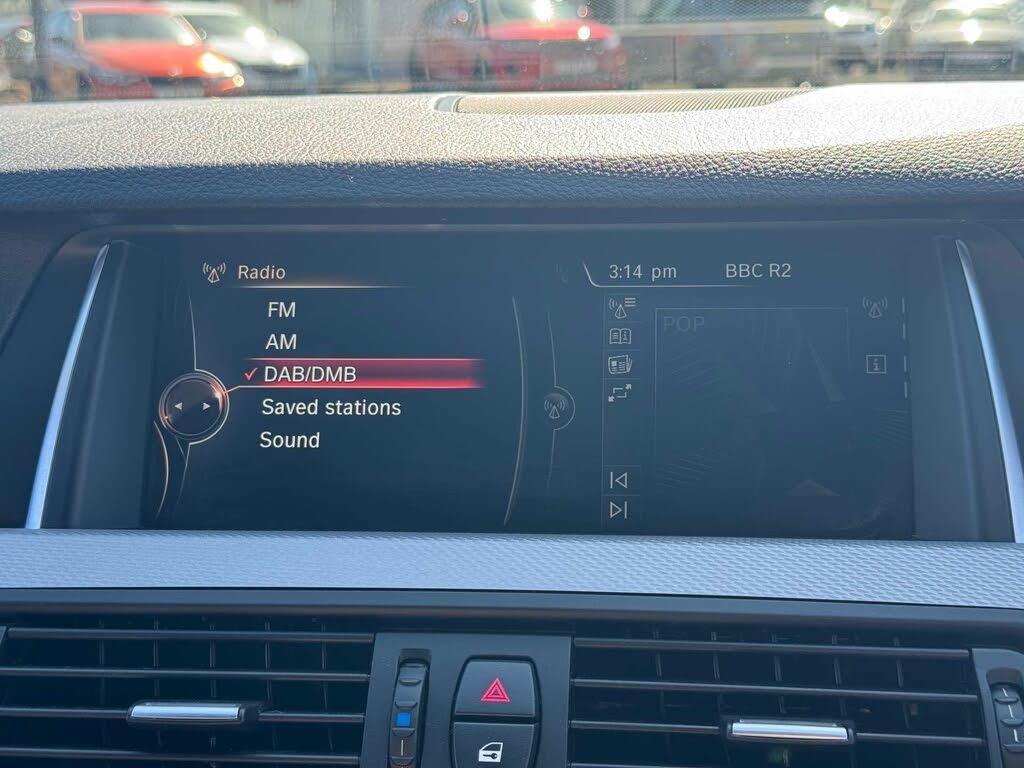 Radio
FM
AM
DAB/DMB
Saved stations
Sound
3:14 pm BBC R2
POP